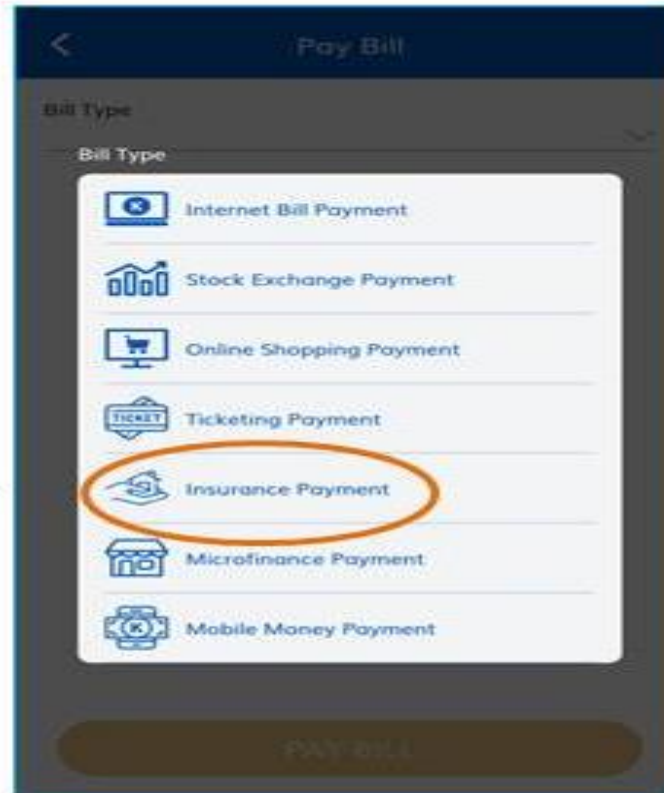 Pay Bill
Bill Type
Bill Type
Internet Bill Payment
Stock Exchange Payment
Online Shopping Payment
TICKET
Ticketing Payment
Insurance Payment
Microfinance Payment
K
Mobile Money Payment
PAY BILL